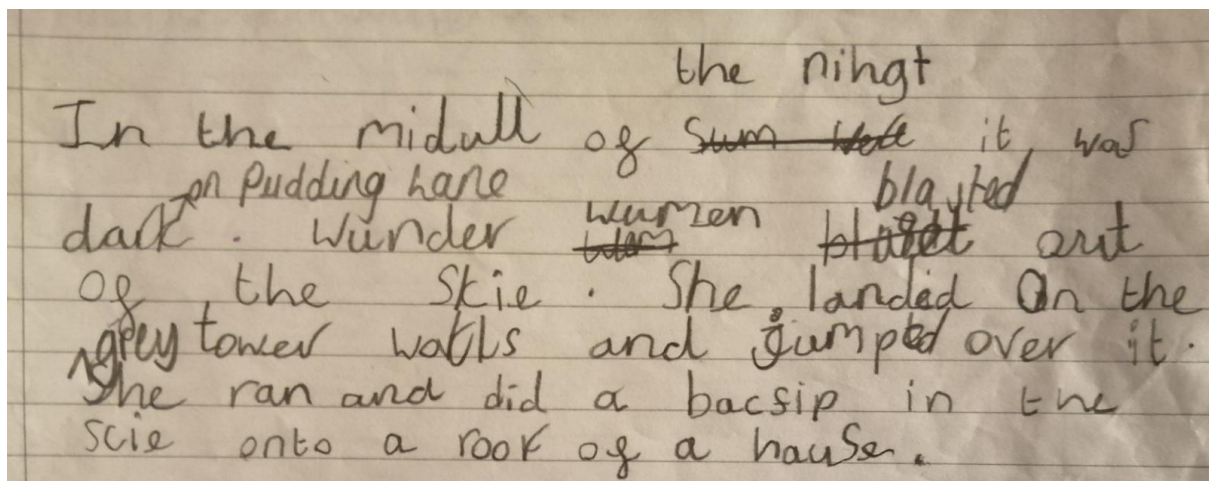 the nihgt
In the midull of it was
on Pudding Lane blasted
dark. Wunder wumen out
of the Skie. She landed On the
grey tower walls and jumped over it.
She ran and did a bacsip in the
scie onto a roof of a hause.